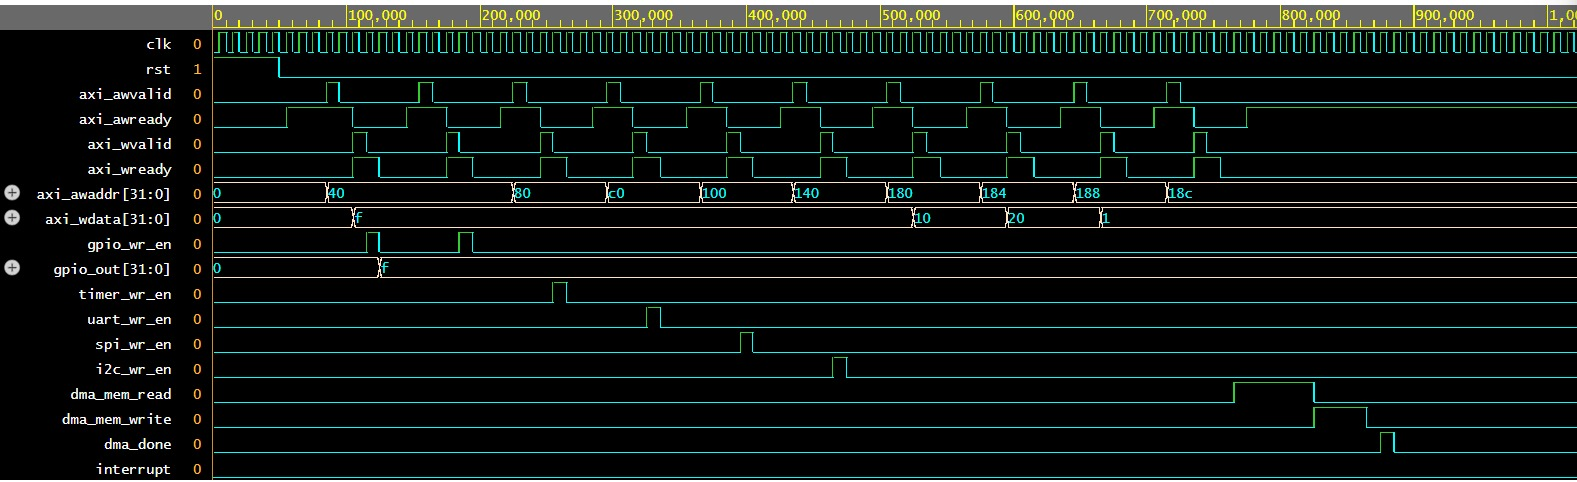 0 100,000 200,000 300,000 400,000 500,000 600,000 700,000 800,000 900,000 1,0
clk 0
rst 1
axi_awvalid 0
axi_awready 0
axi_wvalid 0
axi_wready 0
axi_awaddr[31:0] 0 0 40 80 c0 100 140 180 184 188 18c
axi_wdata[31:0] 0 0 f 10 20 1
gpio_wr_en 0
gpio_out[31:0] 0 0 f
timer_wr_en 0
uart_wr_en 0
spi_wr_en 0
i2c_wr_en 0
dma_mem_read 0
dma_mem_write 0
dma_done 0
interrupt 0